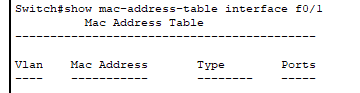 Switch#show mac-address-table interface f0/1
Mac Address Table
-------------------------------------------
Vlan    Mac Address       Type        Ports
----    -----------       --------    -----